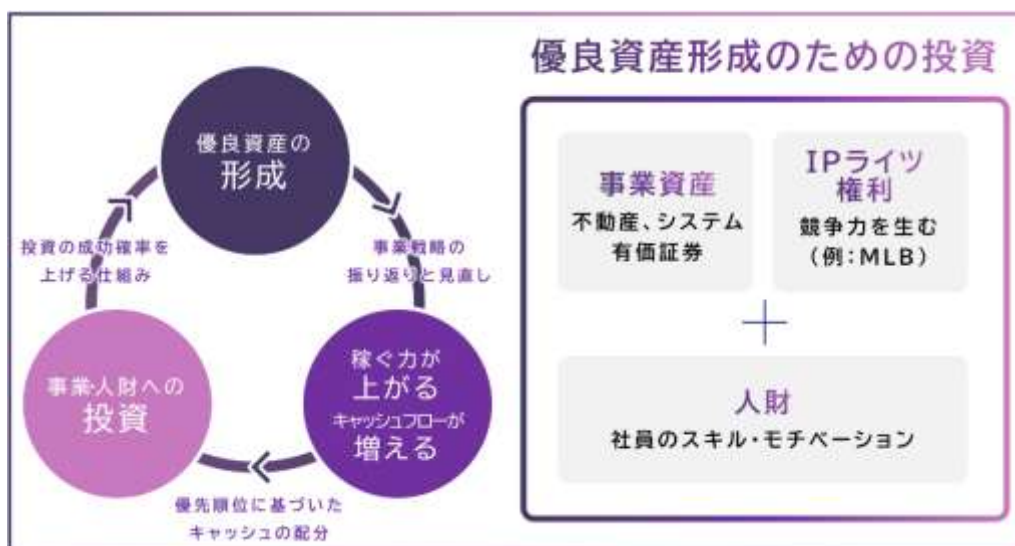 優良資産の
形成
事業戦略の
振り返りと見直し
稼ぐ力が
上がる
キャッシュフローが
増える
優先順位に基づいた
キャッシュの配分
事業・人財への
投資
投資の成功確率を
上げる仕組み
優良資産形成のための投資
事業資産
不動産、システム
有価証券
IPライツ
権利
競争力を生む
(例:MLB)
人財
社員のスキル・モチベーション